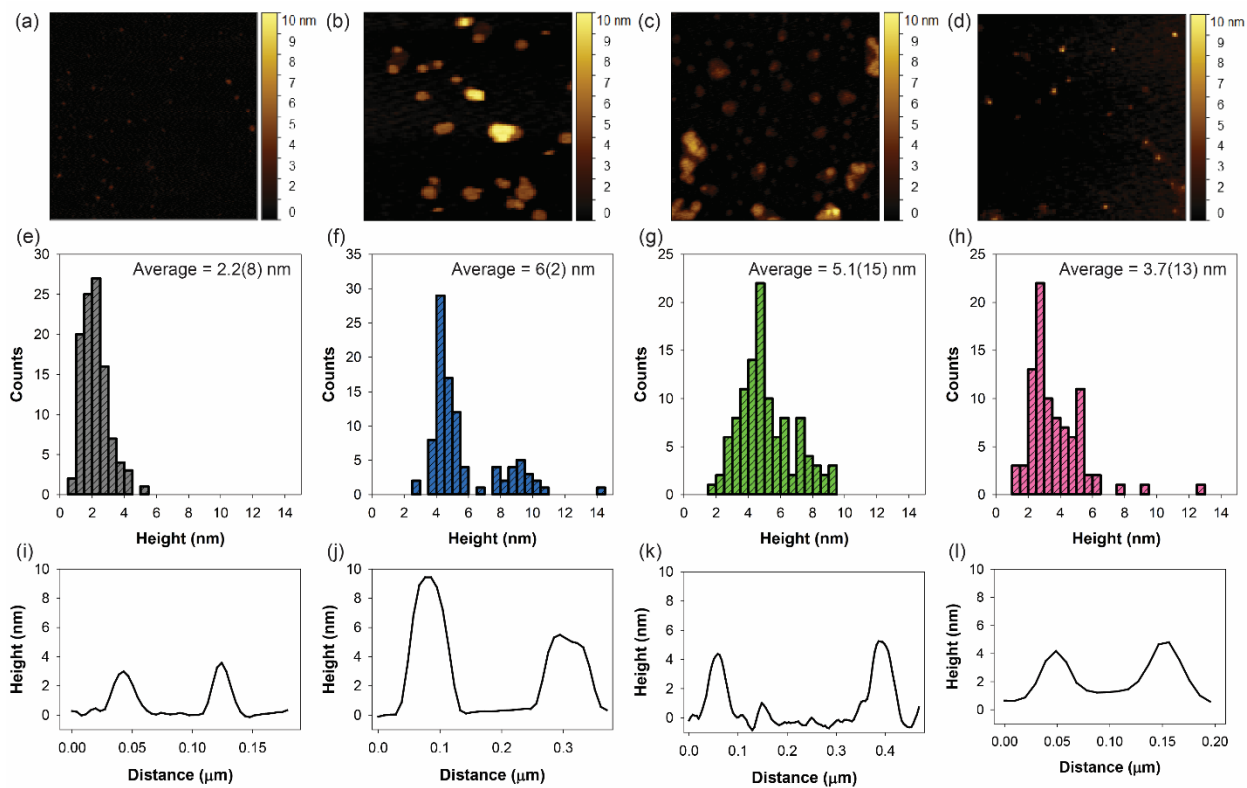 (a) (b) (c) (d)
10 nm 10 nm 10 nm 10 nm
9 9 9 9
8 8 8 8
7 7 7 7
6 6 6 6
5 5 5 5
4 4 4 4
3 3 3 3
2 2 2 2
1 1 1 1
0 0 0 0
(e)
Average = 2.2(8) nm
30
25
20
15
10
5
0
Counts
0 2 4 6 8 10 12 14
Height (nm)
(f)
Average = 6(2) nm
35
30
25
20
15
10
5
0
Counts
0 2 4 6 8 10 12 14
Height (nm)
(g)
Average = 5.1(15) nm
25
20
15
10
5
0
Counts
0 2 4 6 8 10 12 14
Height (nm)
(h)
Average = 3.7(13) nm
25
20
15
10
5
0
Counts
0 2 4 6 8 10 12 14
Height (nm)
(i)
10
8
6
4
2
0
Height (nm)
0.00 0.05 0.10 0.15
Distance (μm)
(j)
10
8
6
4
2
0
Height (nm)
0.0 0.1 0.2 0.3
Distance (μm)
(k)
10
8
6
4
2
0
Height (nm)
0.0 0.1 0.2 0.3 0.4
Distance (μm)
(l)
10
8
6
4
2
0
Height (nm)
0.00 0.05 0.10 0.15 0.20
Distance (μm)